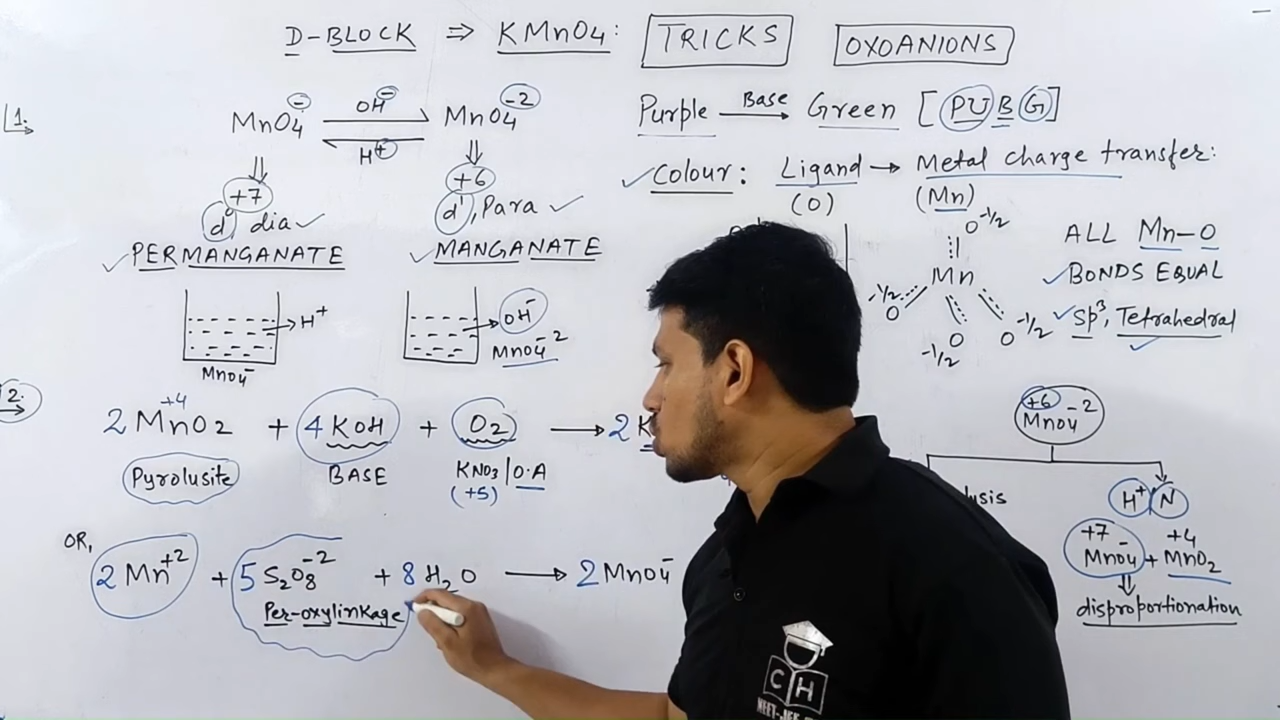 D-BLOCK ⇒ KMnO4: TRICKS OXOANIONS
1.
MnO4⁻ ⇌ MnO4⁻²
OH⁻
H⁺
Purple Base → Green [PUBG]
+7
d⁰, dia ✓
✓ PERMANGANATE
+6
d¹, Para ✓
✓ MANGANATE
✓ Colour: Ligand → Metal charge transfer:
(O) (Mn)
→ H⁺
MnO4⁻
→ OH⁻
MnO4⁻²
O -1/2
Mn
-1/2 O
O -1/2
O -1/2
ALL Mn-O
✓ BONDS EQUAL
✓ sp³, Tetrahedral
2.
+4
2 MnO2 + 4 KOH + O2 → 2 K
Pyrolusite BASE KNO3/O.A
(+5)
+6
MnO4⁻²
H⁺/N
+7 +4
MnO4⁻ + MnO2
disproportionation
OR,
2 Mn⁺² + 5 S2O8⁻² + 8 H2O → 2 MnO4⁻
Per-oxylinkage
C H